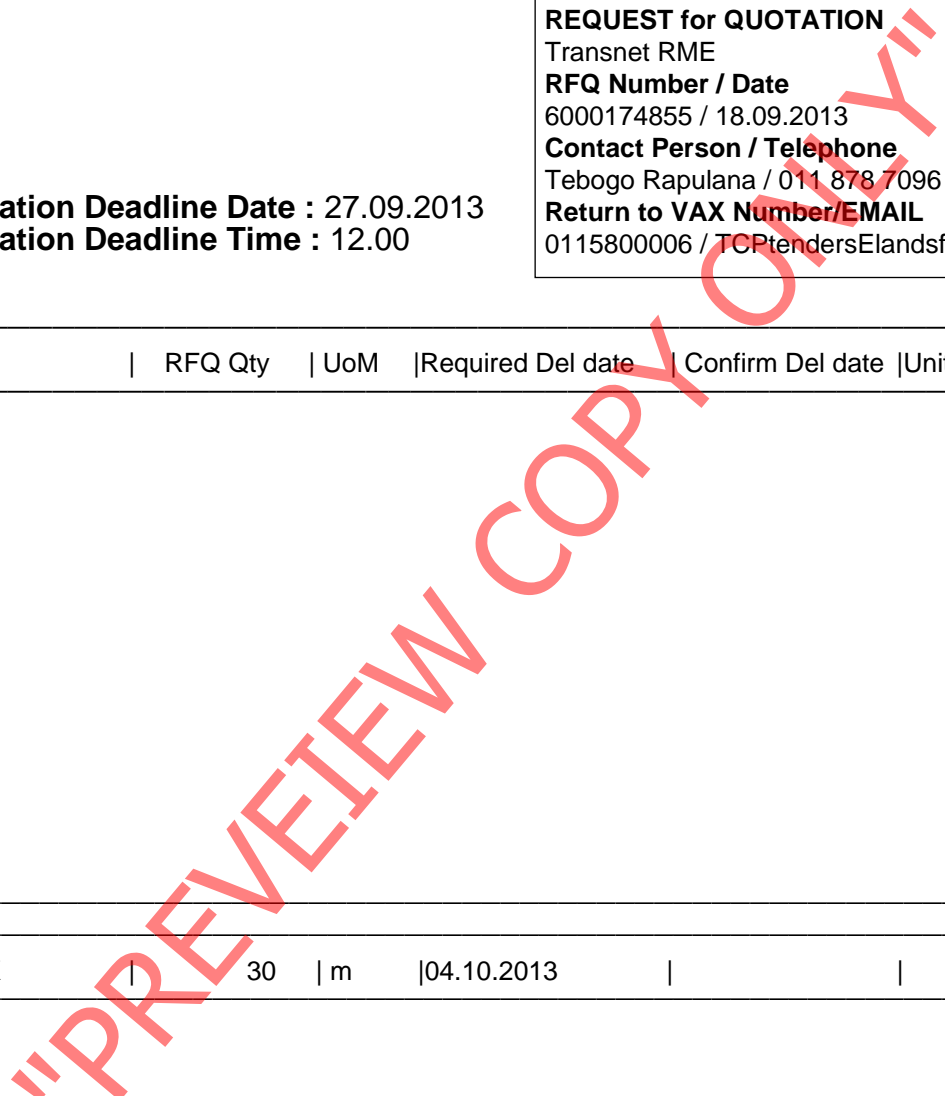 REQUEST for QUOTATION
Transnet RME
RFQ Number / Date
6000174855 / 18.09.2013
Contact Person / Telephone
Tebogo Rapulana / 011 878 7096
Return to VAX Number/EMAIL
0115800006 / TCPtendersElandsf
ation Deadline Date : 27.09.2013
ation Deadline Time : 12.00
| RFQ Qty | UoM |Required Del date | Confirm Del date |Unit
| 30 | m |04.10.2013 | |
"PREVEIEW COPY ONLY"